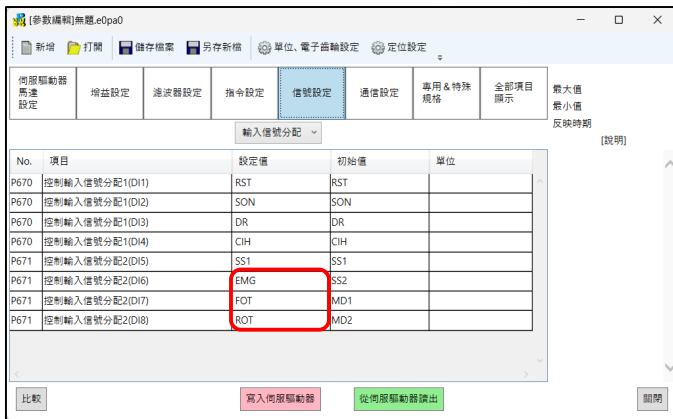 [參數編輯]無題.e0pa0
新增 打開 儲存檔案 另存新檔 單位、電子齒輪設定 定位設定
伺服驅動器
馬達
設定
增益設定
濾波器設定
指令設定
信號設定
通信設定
專用&特殊
規格
全部項目
顯示
最大值
最小值
反映時期
[說明]
輸入信號分配
No. 項目 設定值 初始值 單位
P670 控制輸入信號分配1(DI1) RST RST
P670 控制輸入信號分配1(DI2) SON SON
P670 控制輸入信號分配1(DI3) DR DR
P670 控制輸入信號分配1(DI4) CIH CIH
P671 控制輸入信號分配2(DI5) SS1 SS1
P671 控制輸入信號分配2(DI6) EMG SS2
P671 控制輸入信號分配2(DI7) FOT MD1
P671 控制輸入信號分配2(DI8) ROT MD2
比較 寫入伺服驅動器 從伺服驅動器讀出 關閉